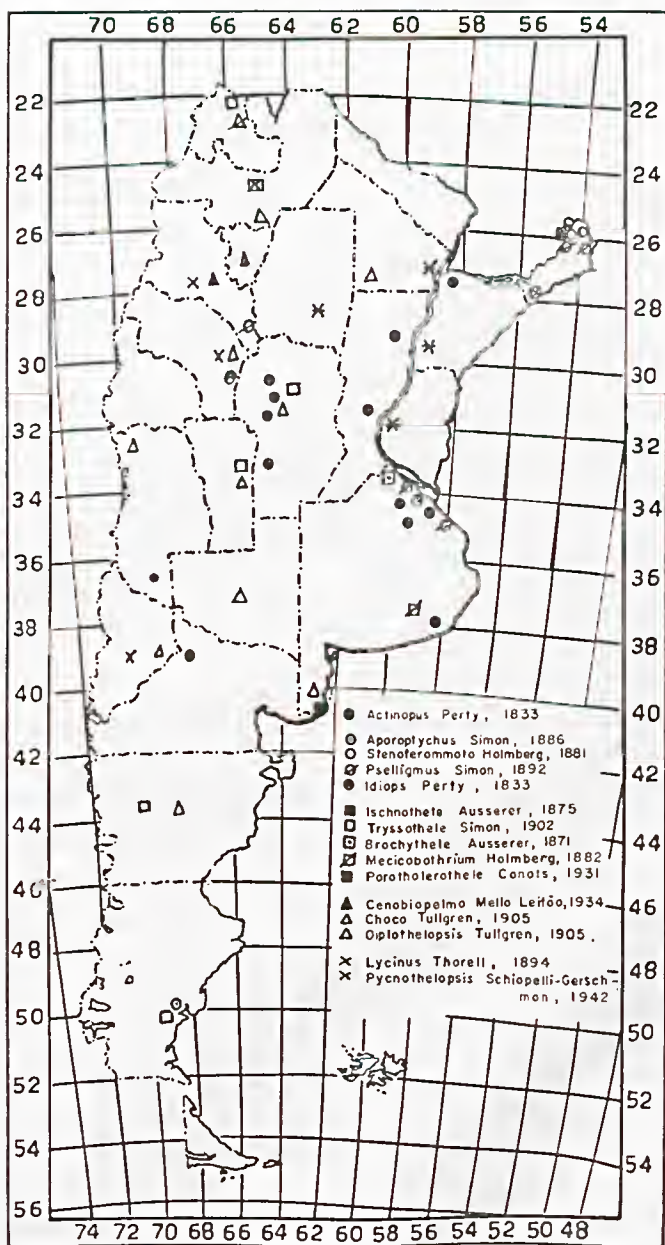 70 68 66 64 62 60 58 56 54
22 22
24 24
26 26
28 28
30 30
32 32
34 34
36 36
38 38
40 40
42 42
44 44
46 46
48 48
50 50
52 52
54 54
56
74 72 70 68 66 64 62 60 58 56 54 52 50 48
Actinopus Perty, 1833
Aporoptychus Simon, 1886
Stenoterommata Holmberg, 1881
Pselligmus Simon, 1892
Idiops Perty, 1833
Ischnothele Ausserer, 1875
Tryssothele Simon, 1902
Brachythele Ausserer, 1871
Mecicobothrium Holmberg, 1882
Porotholerothele Canals, 1931
Cenobiopelma Mello Leitão, 1934
Chaco Tullgren, 1905
Diplothelopsis Tullgren, 1905.
Lycinus Thorell, 1894
Pycnothelopsis Schiapelli-Gersch-
man, 1942